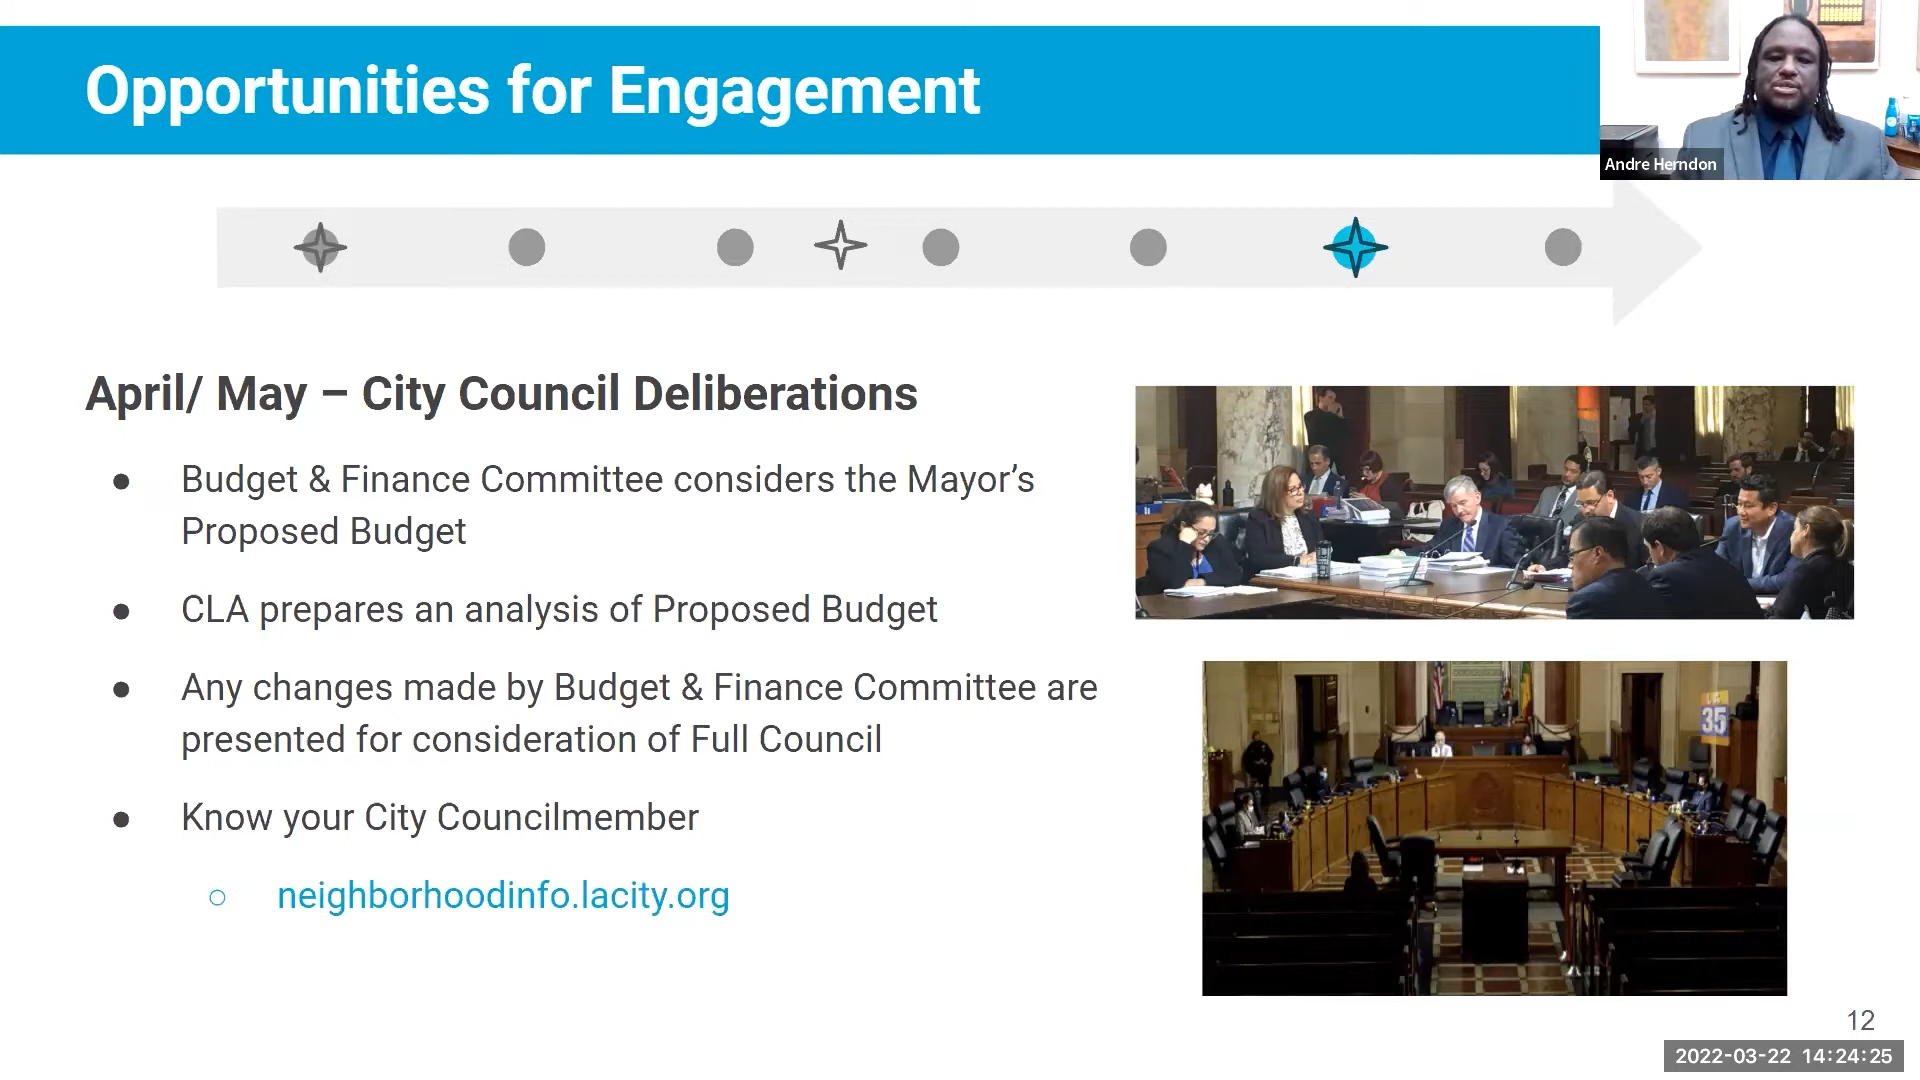 Opportunities for Engagement
Andre Herndon
April/ May – City Council Deliberations
● Budget & Finance Committee considers the Mayor’s
Proposed Budget
● CLA prepares an analysis of Proposed Budget
● Any changes made by Budget & Finance Committee are
presented for consideration of Full Council
● Know your City Councilmember
○ neighborhoodinfo.lacity.org
35
12
2022-03-22 14:24:25